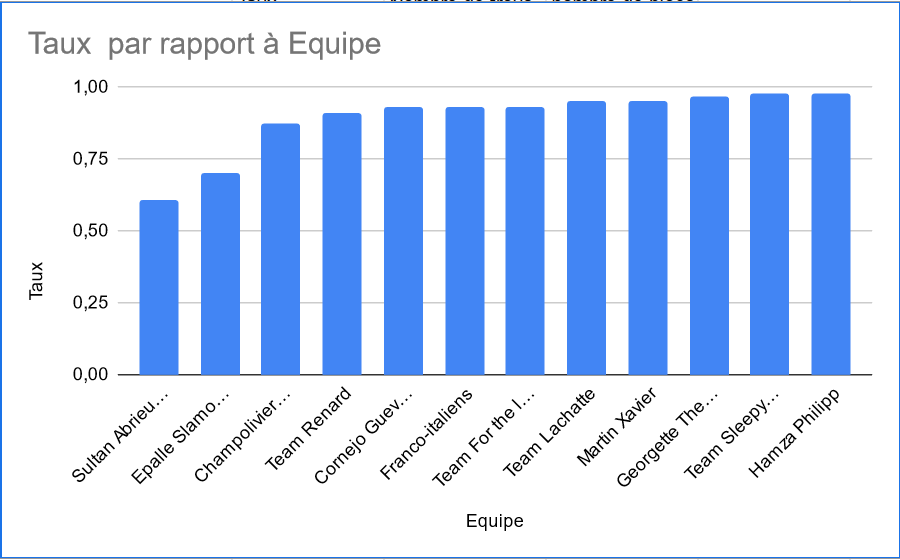 Taux par rapport à Equipe
1,00
0,75
0,50
0,25
0,00
Taux
Sultan Abrieu...
Epalle Slamo...
Champolivier...
Team Renard
Cornejo Guev...
Franco-italiens
Team For the I...
Team Lachatte
Martin Xavier
Georgette The...
Team Sleepy...
Hamza Philipp
Equipe